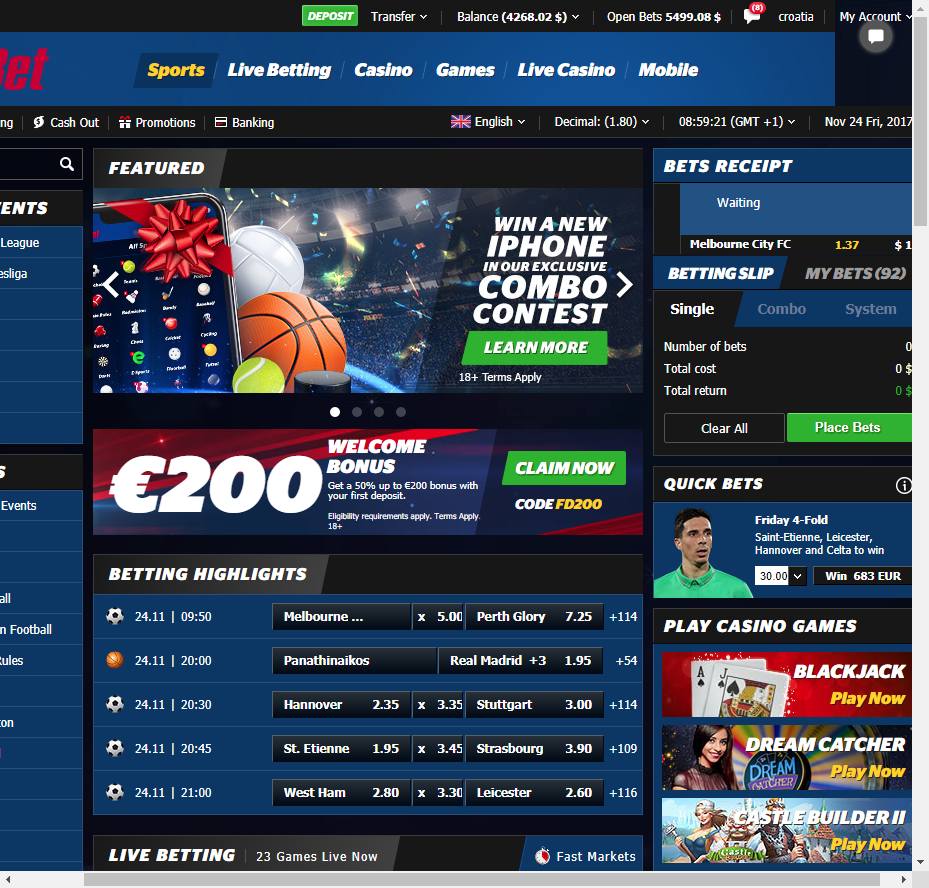 DEPOSIT Transfer Balance (4268.02 $) Open Bets 5499.08 $ (8) croatia My Account
Bet
Sports Live Betting Casino Games Live Casino Mobile
ng Cash Out Promotions Banking English Decimal: (1.80) 08:59:21 (GMT +1) Nov 24 Fri, 2017
ENTS
League
esliga
S
Events
all
n Football
Rules
ton
FEATURED
WIN A NEW
IPHONE
IN OUR EXCLUSIVE
COMBO
CONTEST
LEARN MORE
18+ Terms Apply
€200
WELCOME
BONUS
Get a 50% up to €200 bonus with
your first deposit.
Eligibility requirements apply. Terms Apply.
18+
CLAIM NOW
CODE FD200
BETTING HIGHLIGHTS
24.11 | 09:50 Melbourne ... x 5.00 Perth Glory 7.25 +114
24.11 | 20:00 Panathinaikos Real Madrid +3 1.95 +54
24.11 | 20:30 Hannover 2.35 x 3.35 Stuttgart 3.00 +114
24.11 | 20:45 St. Etienne 1.95 x 3.45 Strasbourg 3.90 +109
24.11 | 21:00 West Ham 2.80 x 3.30 Leicester 2.60 +116
LIVE BETTING 23 Games Live Now Fast Markets
BETS RECEIPT
Waiting
Melbourne City FC 1.37 $ 1
BETTING SLIP MY BETS (92)
Single Combo System
Number of bets 0
Total cost 0 $
Total return 0 $
Clear All Place Bets
QUICK BETS
Friday 4-Fold
Saint-Etienne, Leicester,
Hannover and Celta to win
30.00 Win 683 EUR
PLAY CASINO GAMES
BLACKJACK
Play Now
DREAM CATCHER
Play Now
DREAM
CATCHER
CASTLE BUILDER II
Play Now
Castle